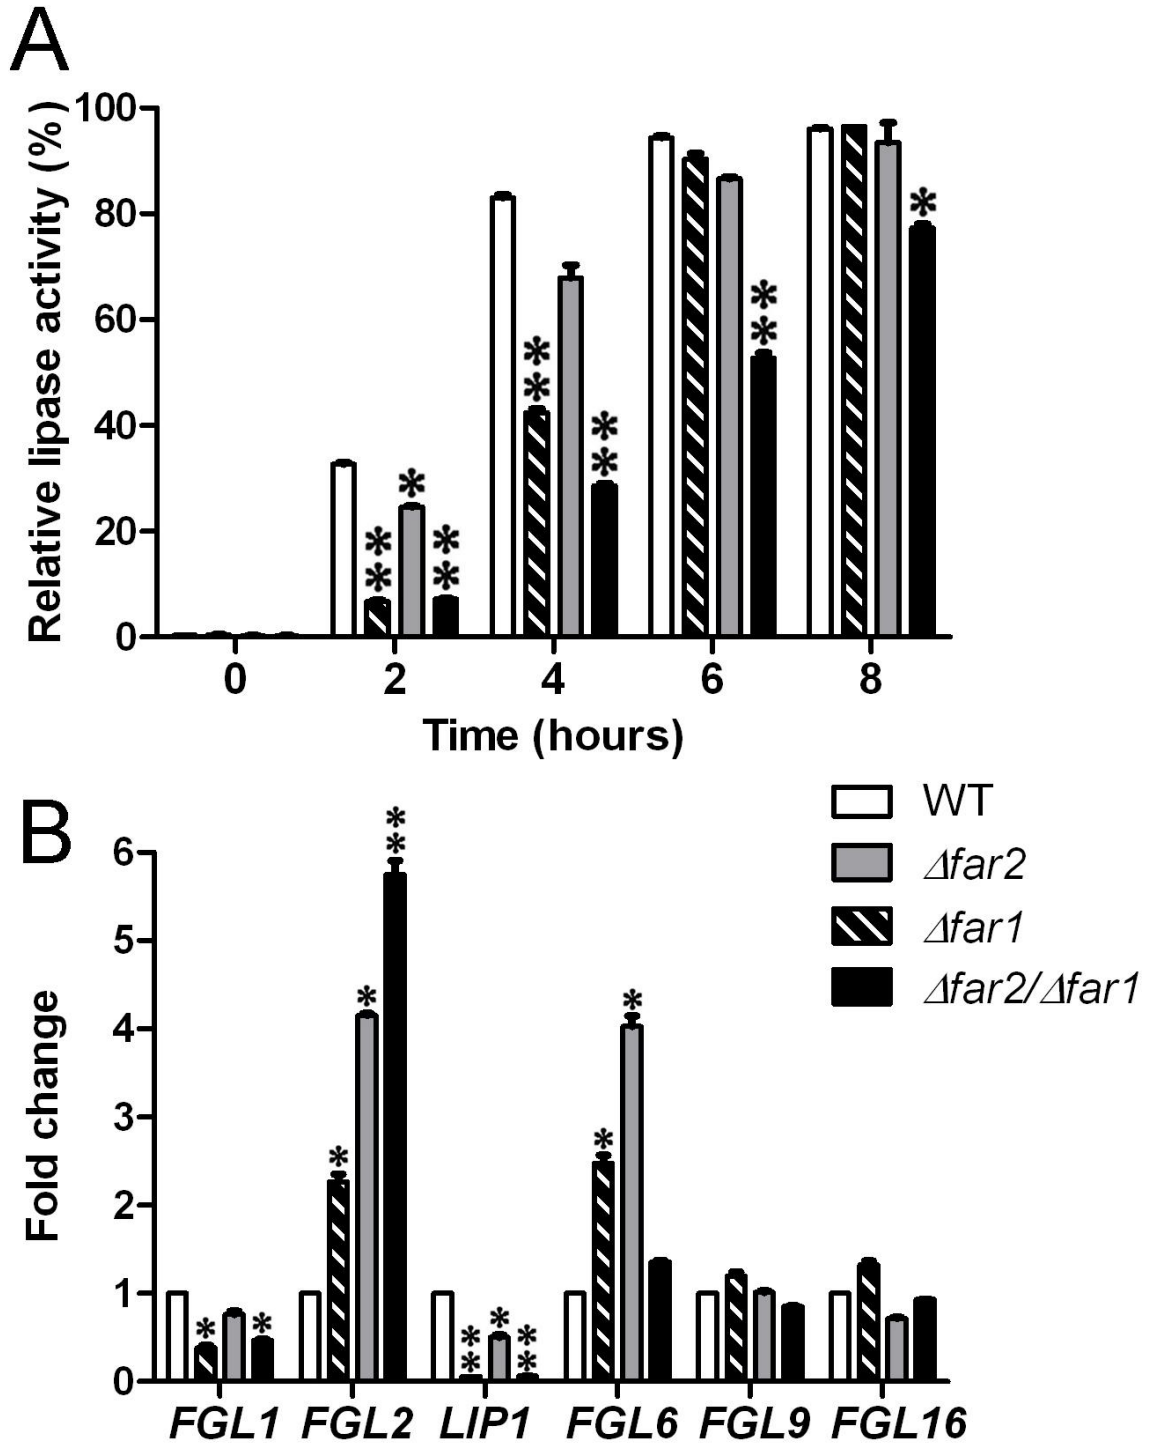 A
Relative lipase activity (%)
100
80
60
40
20
0
*
**
**
**
*
**
**
**
*
0 2 4 6 8
Time (hours)
B
WT
Δfar2
Δfar1
Δfar2/Δfar1
Fold change
6
5
4
3
2
1
0
**
*
*
*
*
*
*
**
*
**
FGL1 FGL2 LIP1 FGL6 FGL9 FGL16